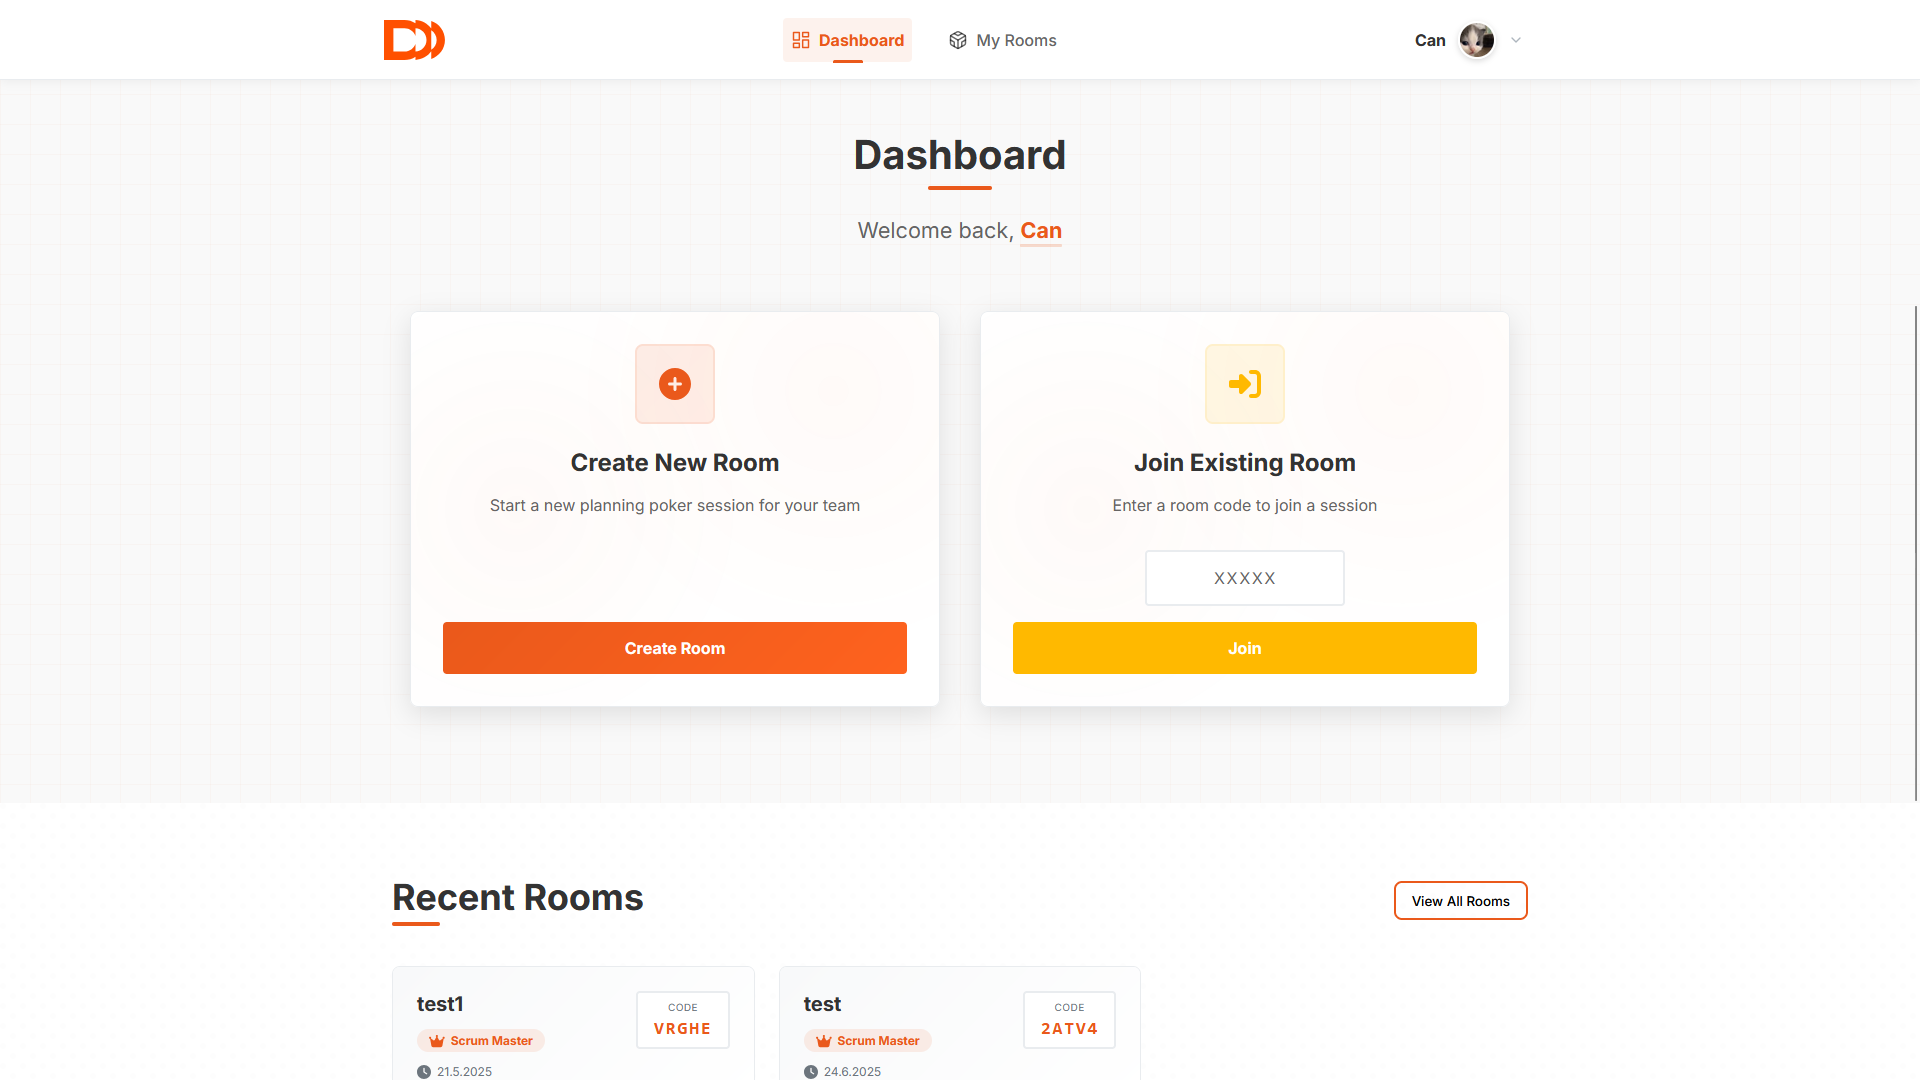 Dashboard
My Rooms
Can
Dashboard
Welcome back, Can
Create New Room
Start a new planning poker session for your team
Create Room
Join Existing Room
Enter a room code to join a session
XXXXX
Join
Recent Rooms
View All Rooms
test1
CODE
VRGHE
Scrum Master
21.5.2025
test
CODE
2ATV4
Scrum Master
24.6.2025